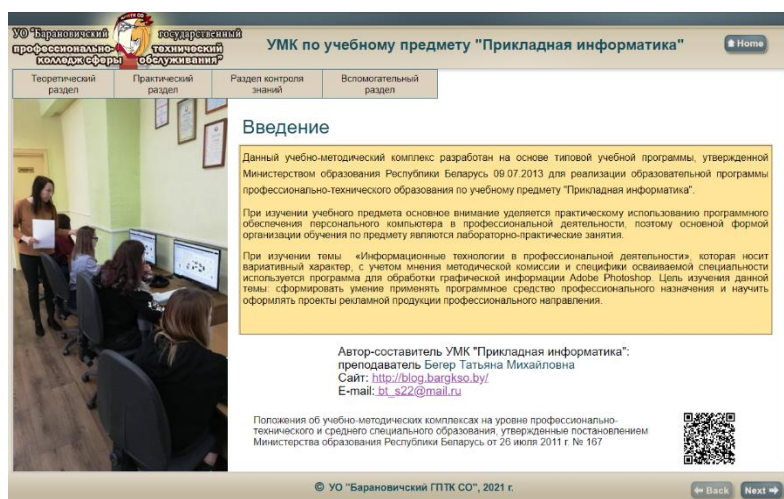 ГПТК СО
УО "Барановичский государственный
профессионально-технический
колледж сферы обслуживания"
УМК по учебному предмету "Прикладная информатика"
Home
Теоретический раздел
Практический раздел
Раздел контроля знаний
Вспомогательный раздел
Введение
Данный учебно-методический комплекс разработан на основе типовой учебной программы, утвержденной
Министерством образования Республики Беларусь 09.07.2013 для реализации образовательной программы
профессионально-технического образования по учебному предмету "Прикладная информатика".
При изучении учебного предмета основное внимание уделяется практическому использованию программного
обеспечения персонального компьютера в профессиональной деятельности, поэтому основной формой
организации обучения по предмету являются лабораторно-практические занятия.
При изучении темы «Информационные технологии в профессиональной деятельности», которая носит
вариативный характер, с учетом мнения методической комиссии и специфики осваиваемой специальности
используется программа для обработки графической информации Adobe Photoshop. Цель изучения данной
темы: сформировать умение применять программное средство профессионального назначения и научить
оформлять проекты рекламной продукции профессионального направления.
Автор-составитель УМК "Прикладная информатика":
преподаватель Бегер Татьяна Михайловна
Сайт: http://blog.bargkso.by/
E-mail: bt_s22@mail.ru
Положения об учебно-методических комплексах на уровне профессионально-
технического и среднего специального образования, утвержденные постановлением
Министерства образования Республики Беларусь от 26 июля 2011 г. № 167
© УО "Барановичский ГПТК СО", 2021 г.
Back
Next